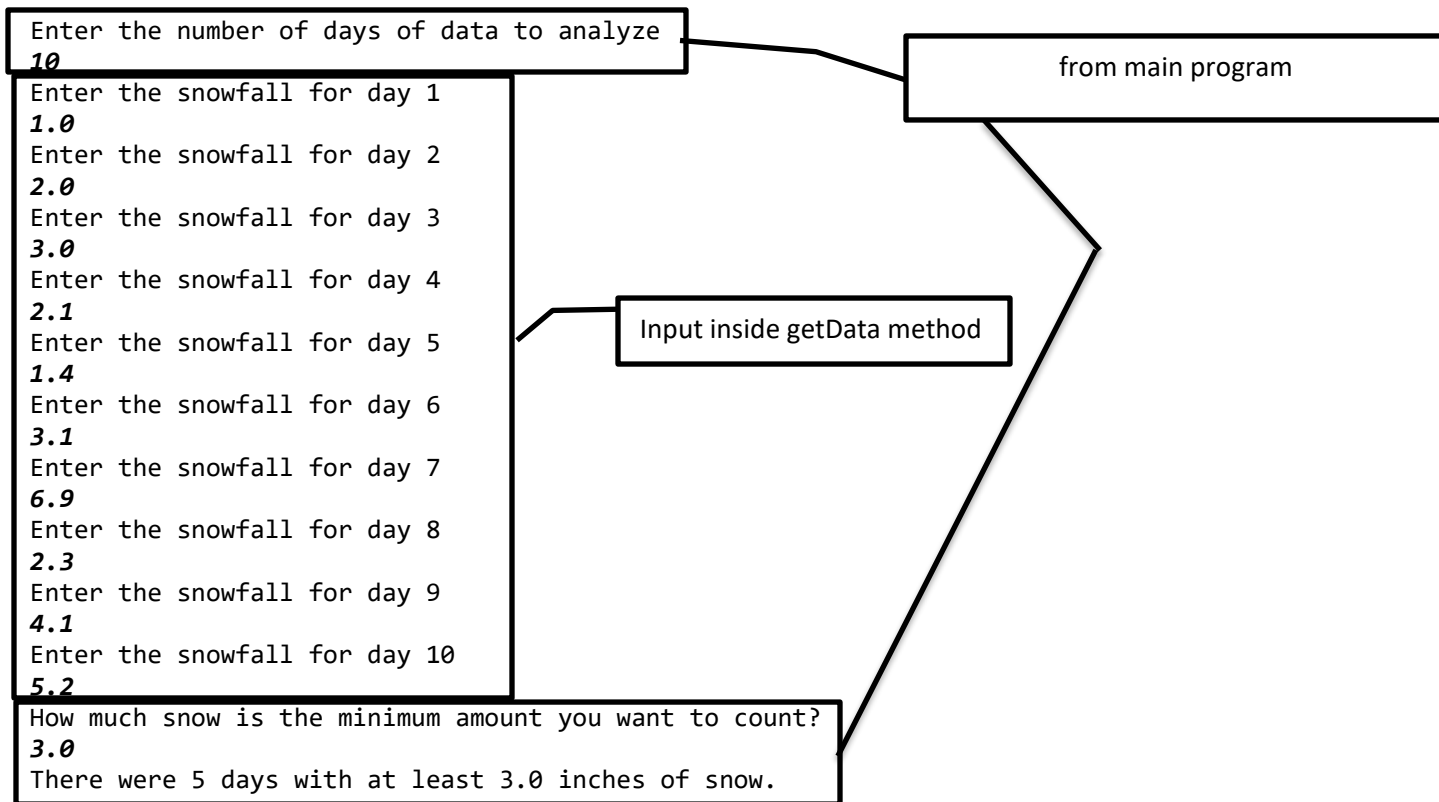 Enter the number of days of data to analyze
10
from main program
Enter the snowfall for day 1
1.0
Enter the snowfall for day 2
2.0
Enter the snowfall for day 3
3.0
Enter the snowfall for day 4
2.1
Input inside getData method
Enter the snowfall for day 5
1.4
Enter the snowfall for day 6
3.1
Enter the snowfall for day 7
6.9
Enter the snowfall for day 8
2.3
Enter the snowfall for day 9
4.1
Enter the snowfall for day 10
5.2
How much snow is the minimum amount you want to count?
3.0
There were 5 days with at least 3.0 inches of snow.